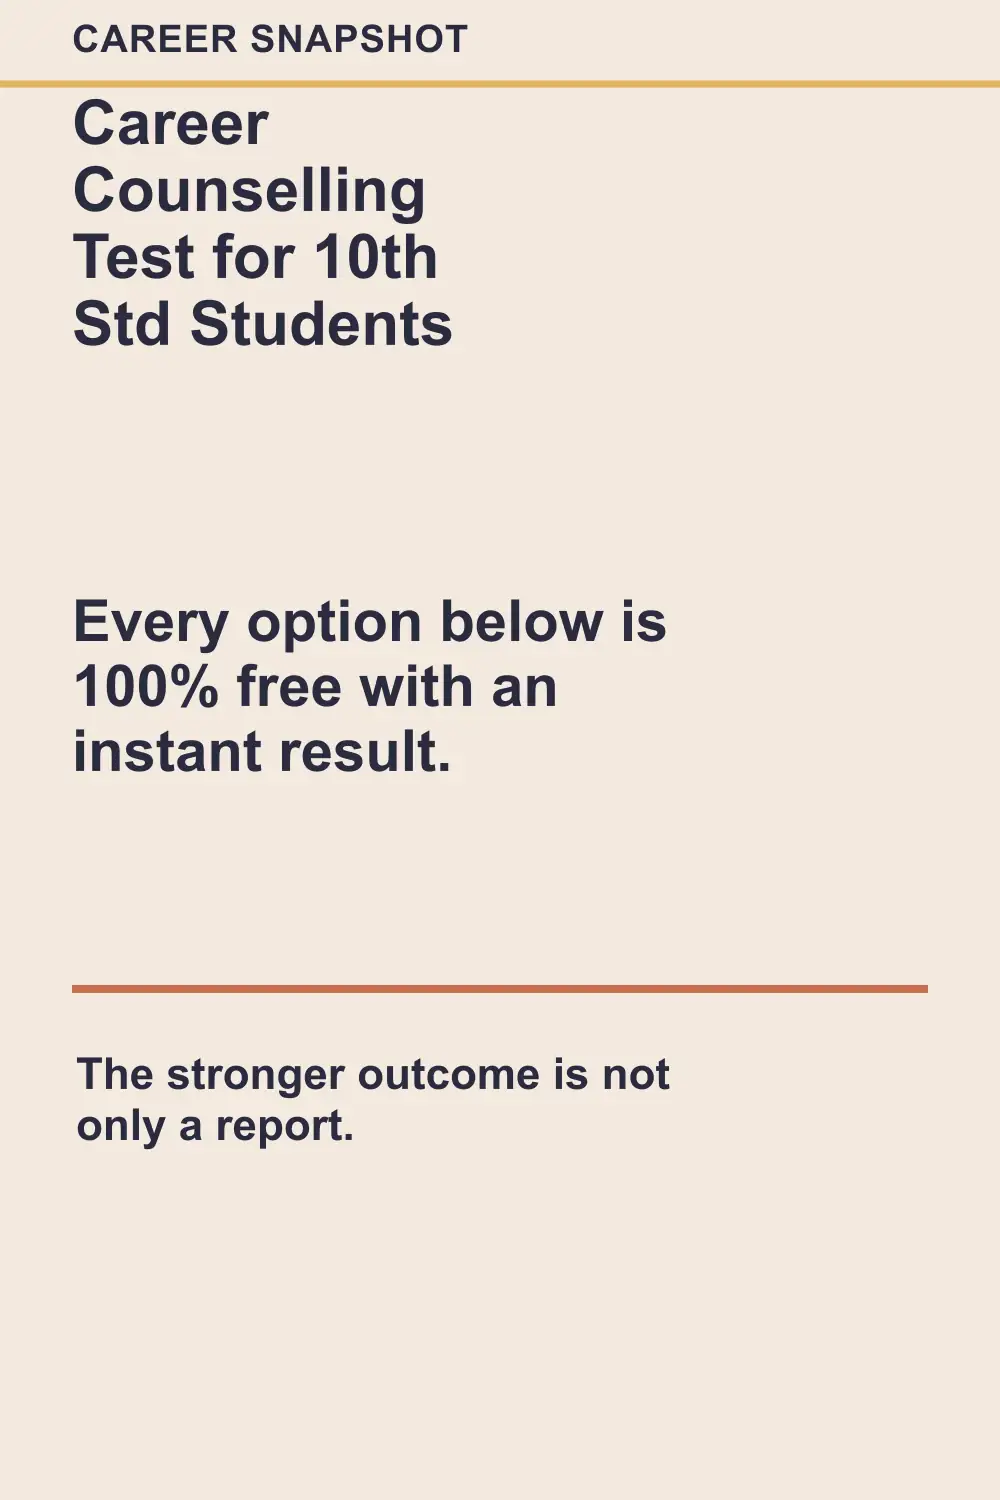 CAREER SNAPSHOT
Career
Counselling
Test for 10th
Std Students
Every option below is
100% free with an
instant result.
The stronger outcome is not
only a report.